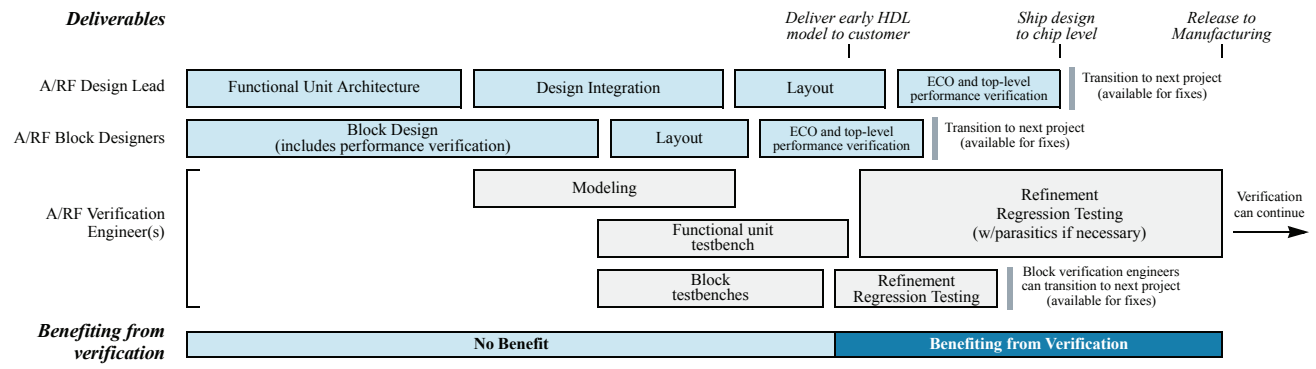 Deliverables
Deliver early HDL
model to customer
Ship design
to chip level
Release to
Manufacturing
A/RF Design Lead
Functional Unit Architecture
Design Integration
Layout
ECO and top-level
performance verification
Transition to next project
(available for fixes)
A/RF Block Designers
Block Design
(includes performance verification)
Layout
ECO and top-level
performance verification
Transition to next project
(available for fixes)
A/RF Verification
Engineer(s)
Modeling
Refinement
Regression Testing
(w/parasitics if necessary)
Verification
can continue
Functional unit
testbench
Block
testbenches
Refinement
Regression Testing
Block verification engineers
can transition to next project
(available for fixes)
Benefiting from
verification
No Benefit
Benefiting from Verification